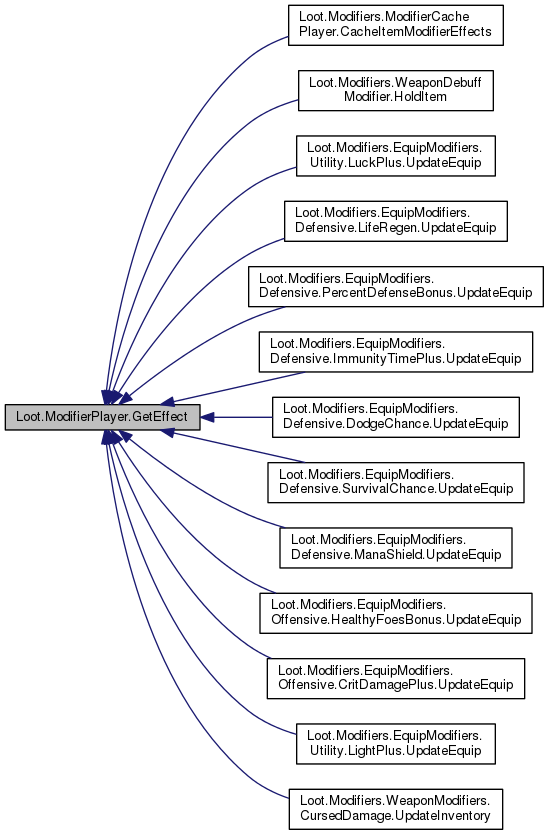 Loot.Modifiers.ModifierCache
Player.CacheItemModifierEffects
Loot.Modifiers.WeaponDebuff
Modifier.HoldItem
Loot.Modifiers.EquipModifiers.
Utility.LuckPlus.UpdateEquip
Loot.Modifiers.EquipModifiers.
Defensive.LifeRegen.UpdateEquip
Loot.Modifiers.EquipModifiers.
Defensive.PercentDefenseBonus.UpdateEquip
Loot.Modifiers.EquipModifiers.
Defensive.ImmunityTimePlus.UpdateEquip
Loot.ModifierPlayer.GetEffect
Loot.Modifiers.EquipModifiers.
Defensive.DodgeChance.UpdateEquip
Loot.Modifiers.EquipModifiers.
Defensive.SurvivalChance.UpdateEquip
Loot.Modifiers.EquipModifiers.
Defensive.ManaShield.UpdateEquip
Loot.Modifiers.EquipModifiers.
Offensive.HealthyFoesBonus.UpdateEquip
Loot.Modifiers.EquipModifiers.
Offensive.CritDamagePlus.UpdateEquip
Loot.Modifiers.EquipModifiers.
Utility.LightPlus.UpdateEquip
Loot.Modifiers.WeaponModifiers.
CursedDamage.UpdateInventory